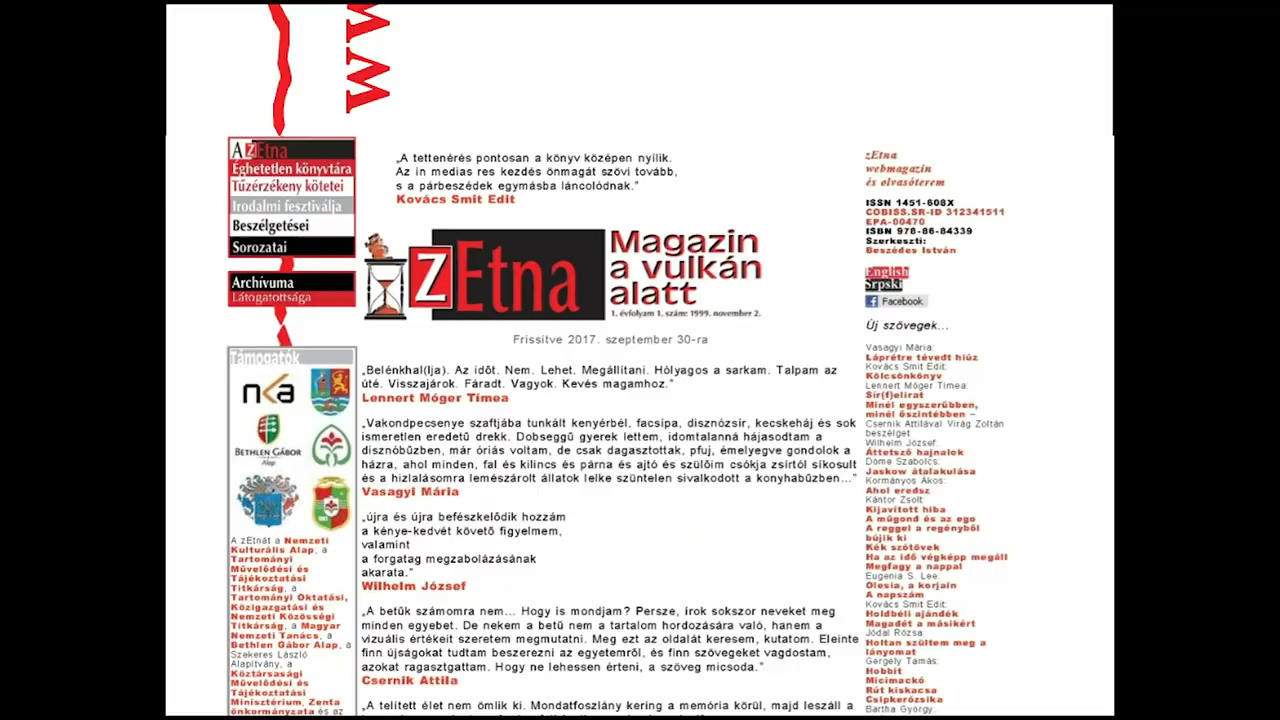 WW
A zEtna
Éghetetlen könyvtára
Tűzérzékeny kötetei
Irodalmi fesztiválja
Beszélgetései
Sorozatai
Archívuma
Látogatottsága
Támogatók
nka
BETHLEN GÁBOR
Alap
A zEtnát a Nemzeti
Kulturális Alap, a
Tartományi
Művelődési és
Tájékoztatási
Titkárság, a
Tartományi Oktatási,
Közigazgatási és
Nemzeti Közösségi
Titkárság, a Magyar
Nemzeti Tanács, a
Bethlen Gábor Alap, a
Szekeres László
Alapítvány, a
Köztársasági
Művelődési és
Tájékoztatási
Minisztérium, Zenta
önkormányzata és az
„A tettenérés pontosan a könyv középen nyílik.
Az in medias res kezdés önmagát szövi tovább,
s a párbeszédek egymásba láncolódnak.”
Kovács Smit Edit
zEtna
Magazin
a vulkán
alatt
1. évfolyam 1. szám: 1999. november 2.
Frissítve 2017. szeptember 30-ra
„Belénkhal(Ija). Az időt. Nem. Lehet. Megállítani. Hólyagos a sarkam. Talpam az
úté. Visszajárok. Fáradt. Vagyok. Kevés magamhoz.”
Lennert Móger Tímea
„Vakondpecsenye szaftjába tunkált kenyérbél, facsípa, disznózsír, kecskeháj és sok
ismeretlen eredetű drekk. Dobseggű gyerek lettem, idomtalanná hájasodtam a
disznóbűzben, már óriás voltam, de csak dagasztottak, pfuj, émelyegve gondolok a
házra, ahol minden, fal és kilincs és párna és ajtó és szülőim csókja zsírtól síkosult
és a hizlalásomra lemészárolt állatok lelke szüntelen sivalkodott a konyhabűzben…”
Vasagyi Mária
„újra és újra befészkelődik hozzám
a kénye-kedvét követő figyelmem,
valamint
a forgatag megzabolázásának
akarata.”
Wilhelm József
„A betűk számomra nem… Hogy is mondjam? Persze, írok sokszor neveket meg
minden egyebet. De nekem a betű nem a tartalom hordozására való, hanem a
vizuális értékeit szeretem megmutatni. Meg ezt az oldalát keresem, kutatom. Eleinte
finn újságokat tudtam beszerezni az egyetemről, és finn szövegeket vagdostam,
azokat ragasztgattam. Hogy ne lehessen érteni, a szöveg micsoda.”
Csernik Attila
„A telített élet nem ömlik ki. Mondatfoszlány kering a memória körül, majd leszáll a
zEtna
webmagazin
és olvasóterem
ISSN 1451-608X
COBISS.SR-ID 312341511
EPA-00470
ISBN 978-86-84339
Szerkeszti:
Beszédes István
English
Srpski
Facebook
Új szövegek...
Vasagyi Mária:
Láprétre tévedt hiúz
Kovács Smit Edit:
Kölcsönkönyv
Lennert Móger Tímea:
Sír(f)elirat
Minél egyszerűbben,
minél őszintébben –
Csernik Attilával Virág Zoltán
beszélget
Wilhelm József:
Áttetsző hajnalok
Döme Szabolcs:
Jaskow átalakulása
Kormányos Ákos:
Ahol eredsz
Kántor Zsolt:
Kijavított hiba
A műgond és az ego
A reggel a regényből
bújik ki
Kék szótövek
Ha az idő végképp megáll
Megfagy a nappal
Eugenia S. Lee:
Olesia, a korjain
A napszám
Kovács Smit Edit:
Holdbéli ajándék
Magadét a másikért
Jódal Rózsa:
Holtan szültem meg a
lányomat
Gergely Tamás:
Hobbit
Micimackó
Rút kiskacsa
Csipkerózsika
Bartha György: